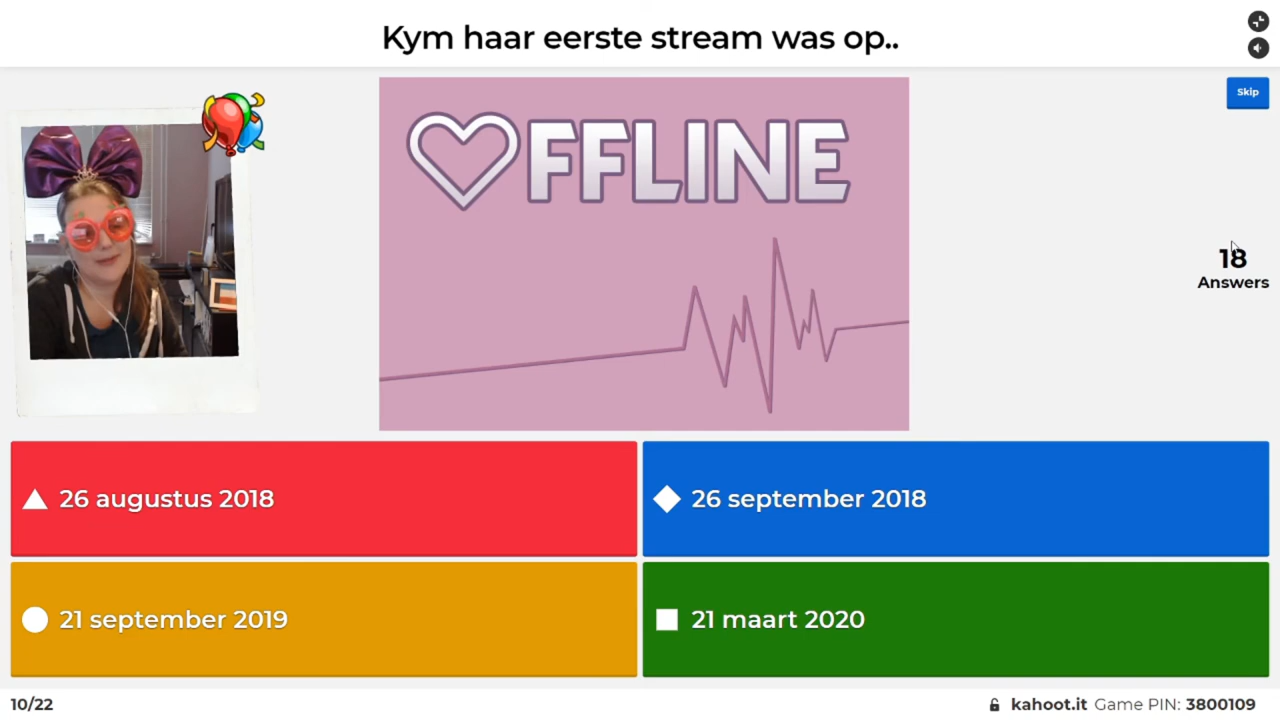 Kym haar eerste stream was op..
Skip
FFLINE
18
Answers
26 augustus 2018
26 september 2018
21 september 2019
21 maart 2020
10/22
kahoot.it Game PIN: 3800109